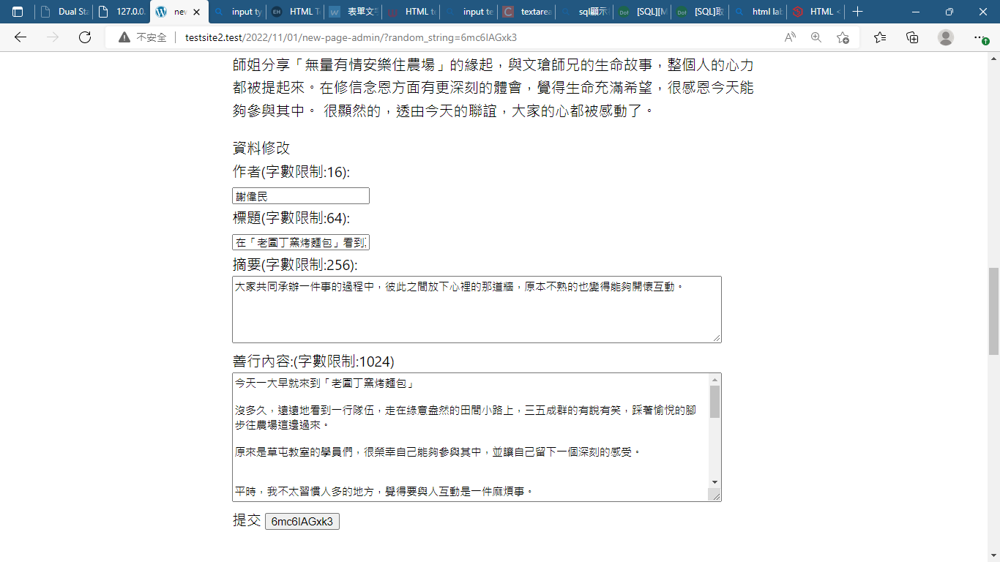 Dual Sta
127.0.0.
nev
input ty
HTML T
表單文字
HTML te
input te
textarea
sql顯示
[SQL][M
[SQL]取
html lab
HTML <
不安全
testsite2.test/2022/11/01/new-page-admin/?random_string=6mc6IAGxk3
師姐分享「無量有情安樂住農場」的緣起，與文瑲師兄的生命故事，整個人的心力
都被提起來。在修信念恩方面有更深刻的體會，覺得生命充滿希望，很感恩今天能
夠參與其中。 很顯然的，透由今天的聯誼，大家的心都被感動了。
資料修改
作者(字數限制:16):
謝偉民
標題(字數限制:64):
在「老圃丁窯烤麵包」看到
摘要(字數限制:256):
大家共同承辦一件事的過程中，彼此之間放下心裡的那道牆，原本不熟的也變得能夠開懷互動。
善行內容:(字數限制:1024)
今天一大早就來到「老圃丁窯烤麵包」
沒多久，遠遠地看到一行隊伍，走在綠意盎然的田間小路上，三五成群的有說有笑，踩著愉悅的腳
步往農場這邊過來。
原來是草屯教室的學員們，很榮幸自己能夠參與其中，並讓自己留下一個深刻的感受。
平時，我不太習慣人多的地方，覺得要與人互動是一件麻煩事。
提交 6mc6IAGxk3